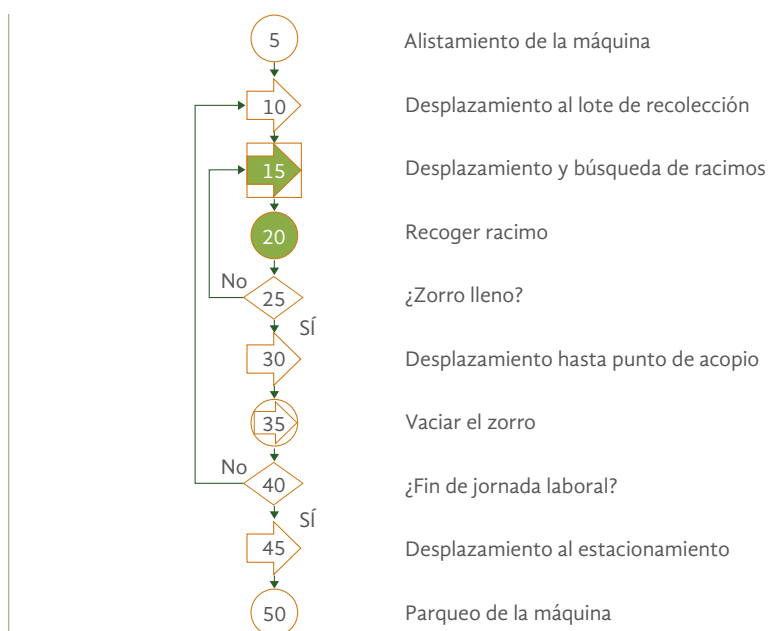 5 Alistamiento de la máquina
10 Desplazamiento al lote de recolección
15 Desplazamiento y búsqueda de racimos
20 Recoger racimo
No
25 ¿Zorro lleno?
SÍ
30 Desplazamiento hasta punto de acopio
35 Vaciar el zorro
No
40 ¿Fin de jornada laboral?
SÍ
45 Desplazamiento al estacionamiento
50 Parqueo de la máquina